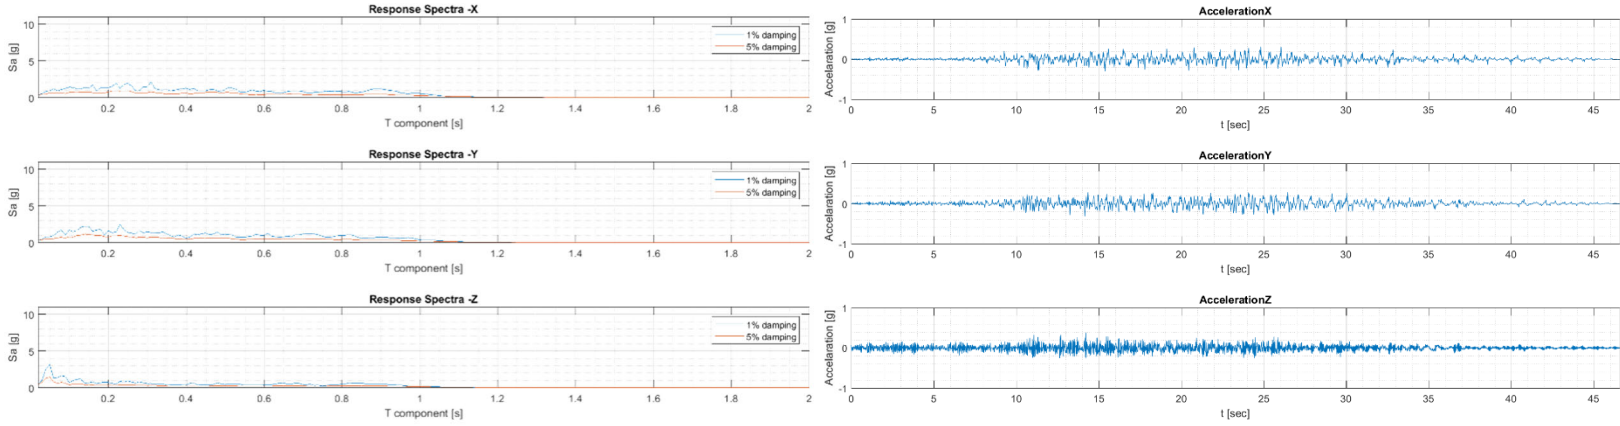 Response Spectra -X
Sa [g]
10
5
0
1% damping
5% damping
0.2 0.4 0.6 0.8 1 1.2 1.4 1.6 1.8 2
T component [s]
AccelerationX
Accelaration [g]
1
0
-1
0 5 10 15 20 25 30 35 40 45
t [sec]
Response Spectra -Y
Sa [g]
10
5
0
1% damping
5% damping
0.2 0.4 0.6 0.8 1 1.2 1.4 1.6 1.8 2
T component [s]
AccelerationY
Accelaration [g]
1
0
-1
0 5 10 15 20 25 30 35 40 45
t [sec]
Response Spectra -Z
Sa [g]
10
5
0
1% damping
5% damping
0.2 0.4 0.6 0.8 1 1.2 1.4 1.6 1.8 2
T component [s]
AccelerationZ
Accelaration [g]
1
0
-1
0 5 10 15 20 25 30 35 40 45
t [sec]